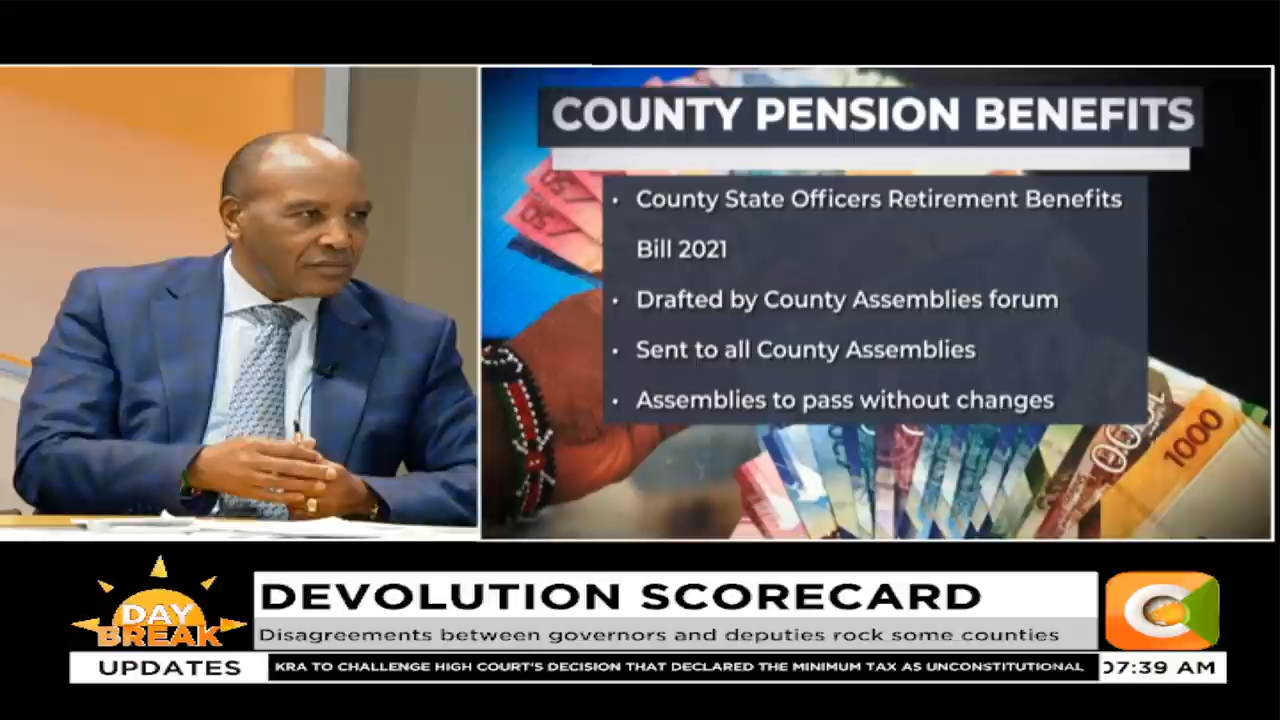 COUNTY PENSION BENEFITS
• County State Officers Retirement Benefits
Bill 2021
• Drafted by County Assemblies forum
• Sent to all County Assemblies
• Assemblies to pass without changes
1000
DAY
BREAK
DEVOLUTION SCORECARD
Disagreements between governors and deputies rock some counties
UPDATES
KRA TO CHALLENGE HIGH COURT'S DECISION THAT DECLARED THE MINIMUM TAX AS UNCONSTITUTIONAL
07:39 AM